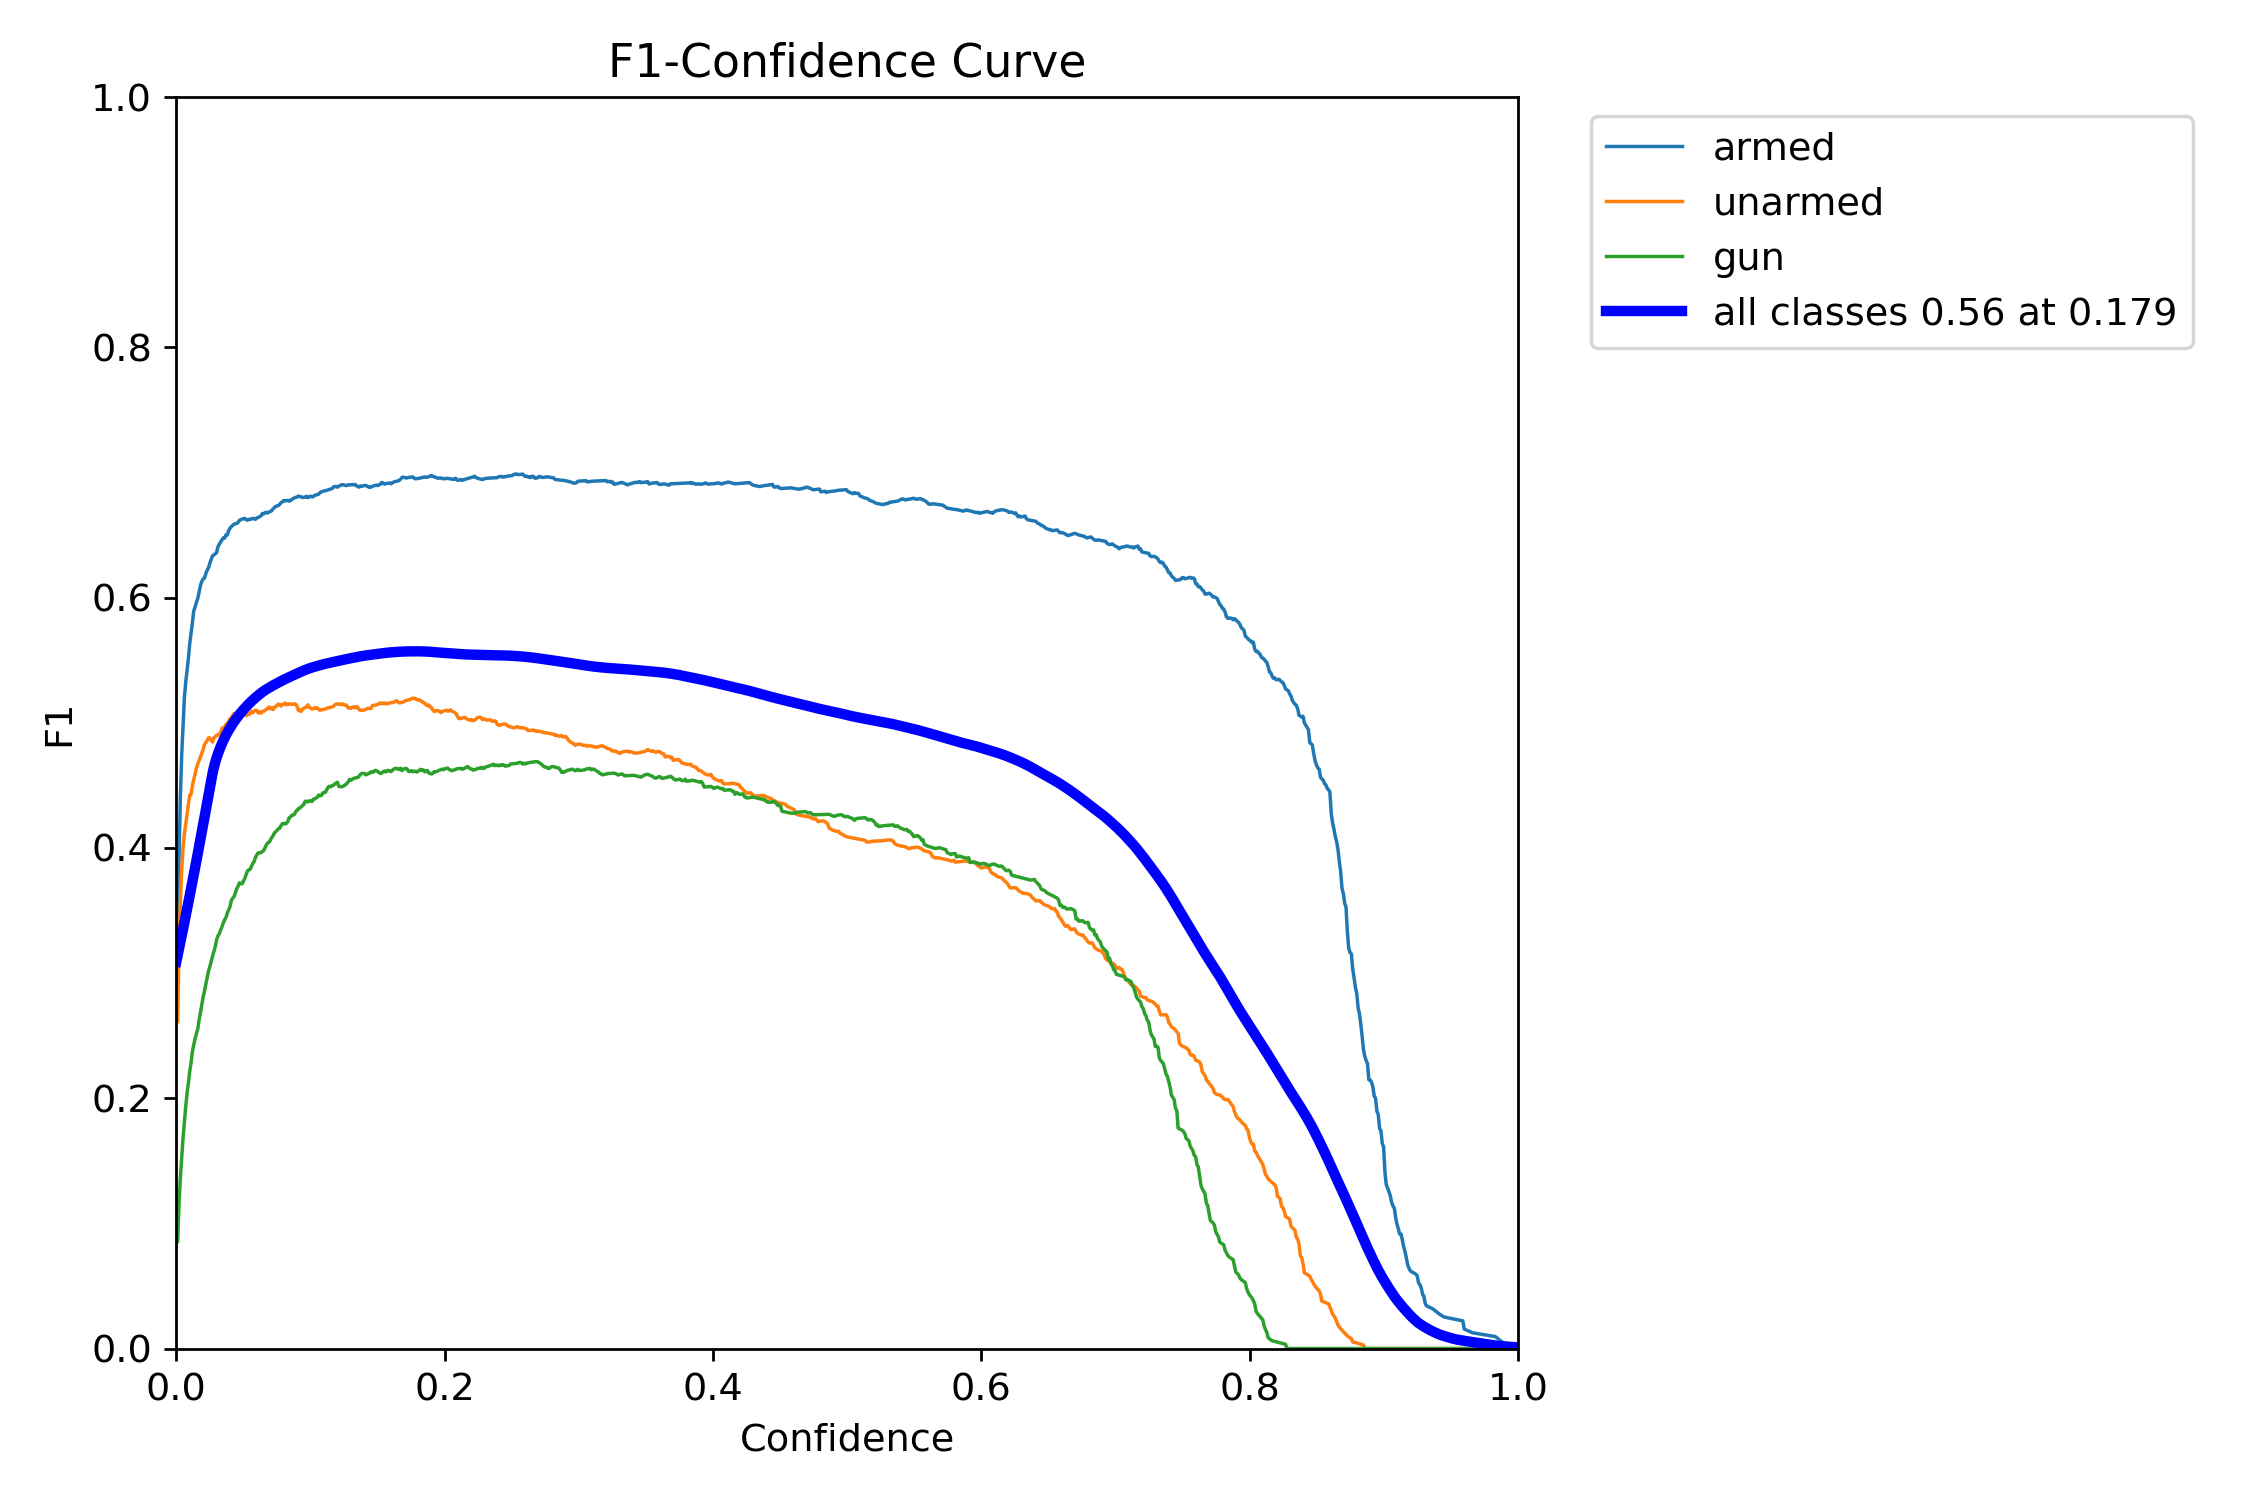 F1-Confidence Curve
1.0
0.8
0.6
0.4
0.2
0.0
F1
0.0 0.2 0.4 0.6 0.8 1.0
Confidence
armed
unarmed
gun
all classes 0.56 at 0.179